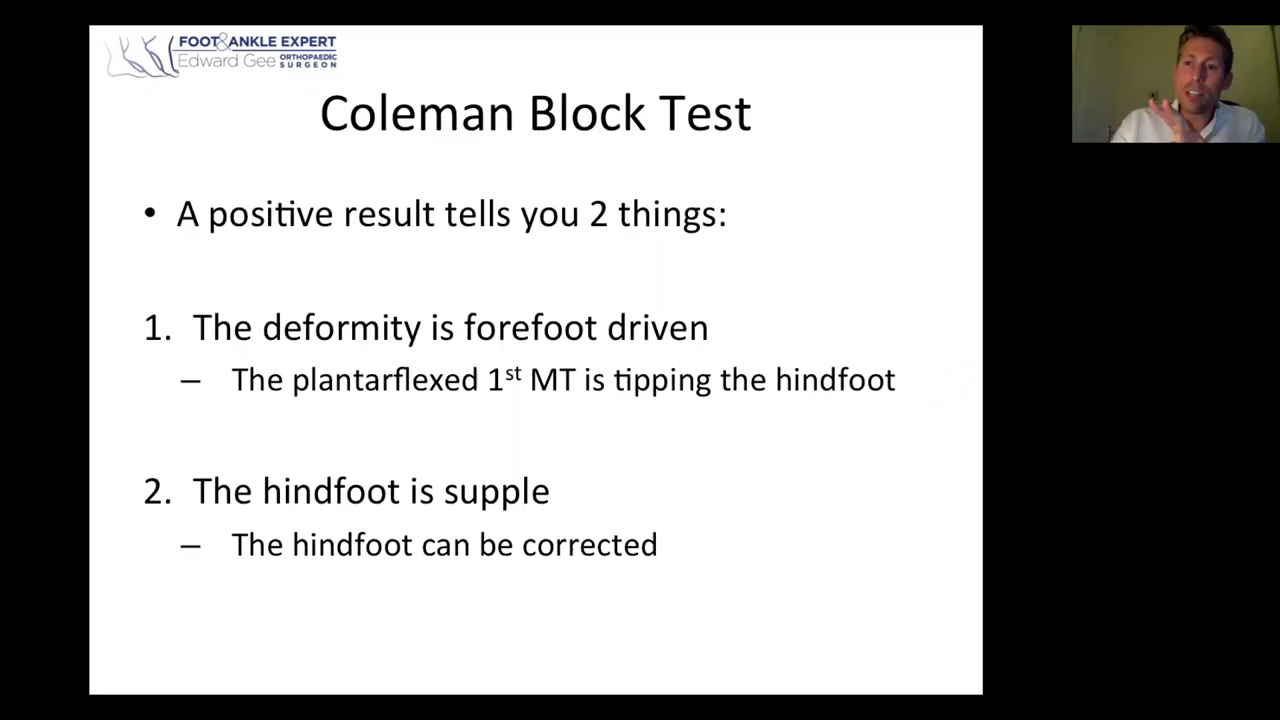 FOOT&ANKLE EXPERT
Edward Gee ORTHOPAEDIC SURGEON
Coleman Block Test
• A positive result tells you 2 things:
1. The deformity is forefoot driven
– The plantarflexed 1st MT is tipping the hindfoot
2. The hindfoot is supple
– The hindfoot can be corrected